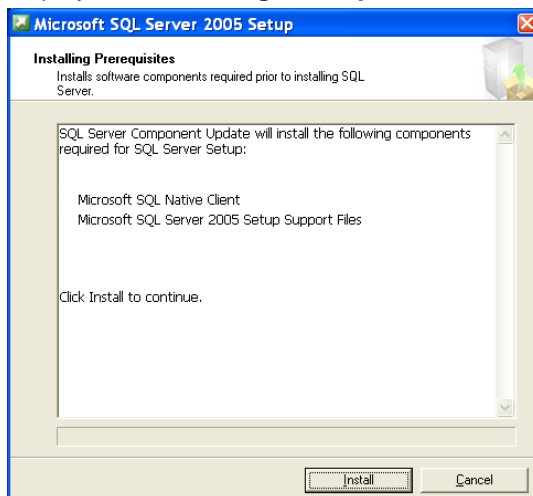 Microsoft SQL Server 2005 Setup
Installing Prerequisites
Installs software components required prior to installing SQL
Server.
SQL Server Component Update will install the following components
required for SQL Server Setup:
Microsoft SQL Native Client
Microsoft SQL Server 2005 Setup Support Files
Click Install to continue.
Install Cancel